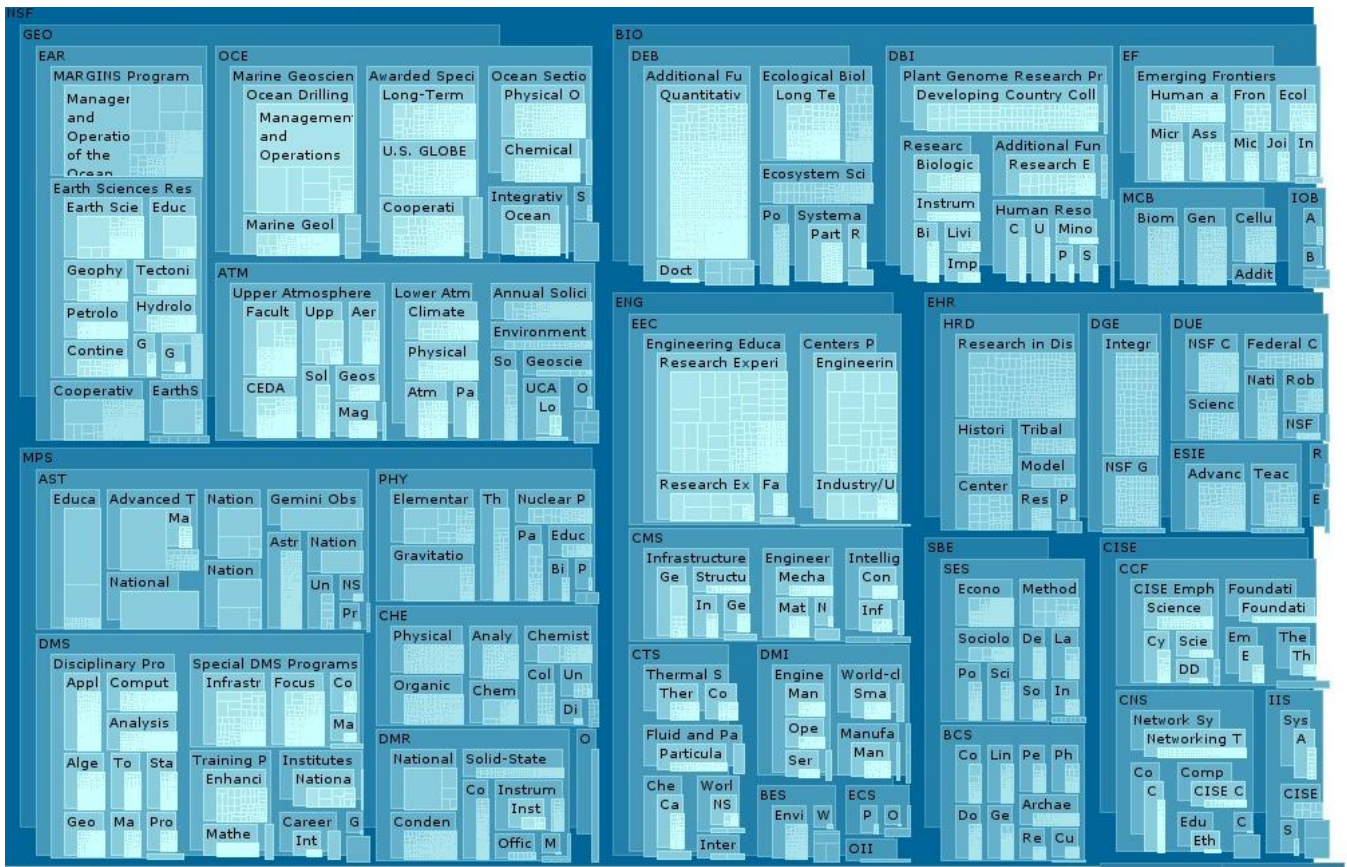 NSF
GEO
EAR
MARGINS Program
Manager
and
Operatio
of the
Ocean
Earth Sciences Res
Earth Scie
Educ
Geophy
Tectoni
Petrolo
Hydrolo
Contine
G
G
Cooperativ
EarthS
OCE
Marine Geoscien
Ocean Drilling
Management
and
Operations
Marine Geol
Awarded Speci
Long-Term
U.S. GLOBE
Cooperati
Ocean Sectio
Physical O
Chemical
Integrativ
Ocean
S
ATM
Upper Atmosphere
Facult
Upp
Aer
CEDA
Sol
Geos
Mag
Lower Atm
Climate
Physical
Atm
Pa
Annual Solici
Environment
So
Geoscie
UCA
Lo
O
BIO
DEB
Additional Fu
Quantitativ
Doct
Ecological Biol
Long Te
Ecosystem Sci
Po
Systema
Part
R
DBI
Plant Genome Research Pr
Developing Country Coll
Researc
Biologic
Instrum
Bi
Livi
Imp
Additional Fun
Research E
Human Reso
C
U
Mino
P
S
EF
Emerging Frontiers
Human a
Fron
Ecol
Micr
Ass
Mic
Joi
In
MCB
Biom
Gen
Cellu
Addit
IOB
A
B
MPS
AST
Educa
Advanced T
Ma
National
Nation
Nation
Gemini Obs
Astr
Nation
Un
NS
Pr
PHY
Elementar
Gravitatio
Th
Nuclear P
Pa
Educ
Bi
P
CHE
Physical
Organic
Analy
Chem
Chemist
Col
Un
Di
DMS
Disciplinary Pro
Appl
Comput
Analysis
Alge
To
Sta
Geo
Ma
Pro
Special DMS Programs
Infrastr
Focus
Co
Ma
Training P
Enhanci
Mathe
Institutes
Nationa
Career
Int
G
DMR
National
Conden
Solid-State
Co
Instrum
Inst
Offic
M
O
ENG
EEC
Engineering Educa
Research Experi
Research Ex
Fa
Centers P
Engineerin
Industry/U
CMS
Infrastructure
Ge
Structu
In
Ge
Engineer
Mecha
Mat
N
Intellig
Con
Inf
CTS
Thermal S
Ther
Co
Fluid and Pa
Particula
Che
Ca
Worl
NS
Inter
DMI
Engine
Man
Ope
Ser
World-cl
Sma
Manufa
Man
BES
Envi
W
ECS
P
O
OII
EHR
HRD
Research in Dis
Histori
Tribal
Center
Model
Res
P
DGE
Integr
NSF G
DUE
NSF C
Federal C
Scienc
Nati
Rob
NSF
ESIE
Advanc
Teac
R
E
SBE
SES
Econo
Method
Sociolo
De
La
Po
Sci
So
In
BCS
Co
Lin
Pe
Ph
Do
Ge
Archae
Re
Cu
CISE
CCF
CISE Emph
Science
Cy
Scie
DD
Foundati
Foundati
Em
E
The
Th
CNS
Network Sy
Networking T
Co
C
Comp
CISE C
Edu
Eth
C
IIS
Sys
A
CISE
S